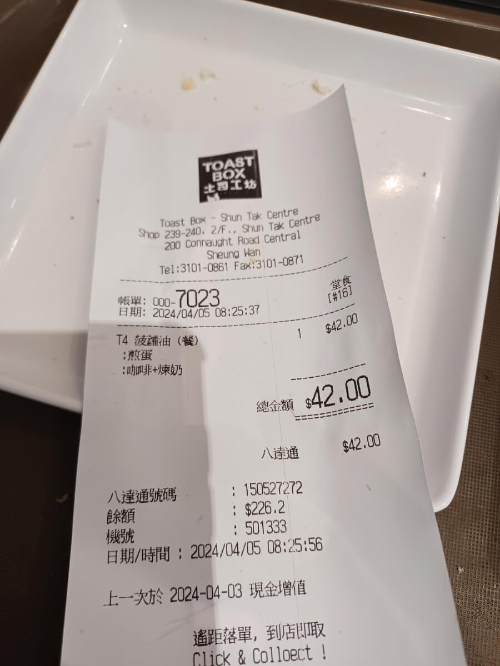 TOAST
BOX
土司工坊
Toast Box - Shun Tak Centre
Shop 239-240, 2/F., Shun Tak Centre
200 Connaught Road Central
Sheung Wan
Tel:3101-0861 Fax:3101-0871
堂食
帳單: 000-7023 [#16]
日期: 2024/04/05 08:25:37
T4 菠蘿油 (餐) 1 $42.00
:煎蛋
:咖啡+煉奶
總金額 $42.00
八達通 $42.00
八達通號碼 : 150527272
餘額 : $226.2
機號 : 501333
日期/時間 : 2024/04/05 08:25:56
上一次於 2024-04-03 現金增值
遙距落單, 到店即取
Click & Colloect !